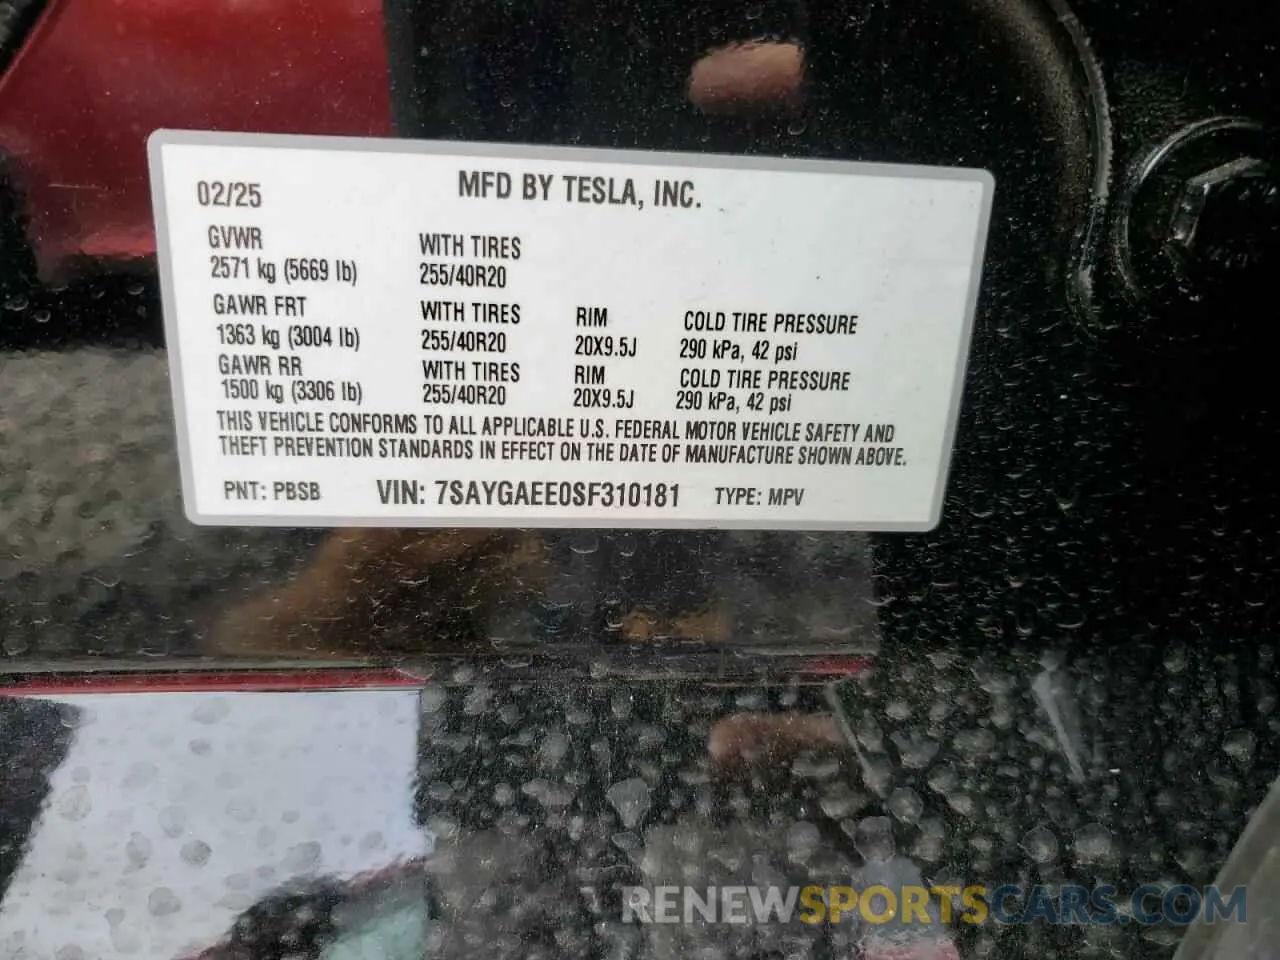 02/25 MFD BY TESLA, INC.
GVWR WITH TIRES
2571 kg (5669 lb) 255/40R20
GAWR FRT WITH TIRES RIM COLD TIRE PRESSURE
1363 kg (3004 lb) 255/40R20 20X9.5J 290 kPa, 42 psi
GAWR RR WITH TIRES RIM COLD TIRE PRESSURE
1500 kg (3306 lb) 255/40R20 20X9.5J 290 kPa, 42 psi
THIS VEHICLE CONFORMS TO ALL APPLICABLE U.S. FEDERAL MOTOR VEHICLE SAFETY AND
THEFT PREVENTION STANDARDS IN EFFECT ON THE DATE OF MANUFACTURE SHOWN ABOVE.
PNT: PBSB VIN: 7SAYGAEE0SF310181 TYPE: MPV
RENEWSPORTSCARS.COM